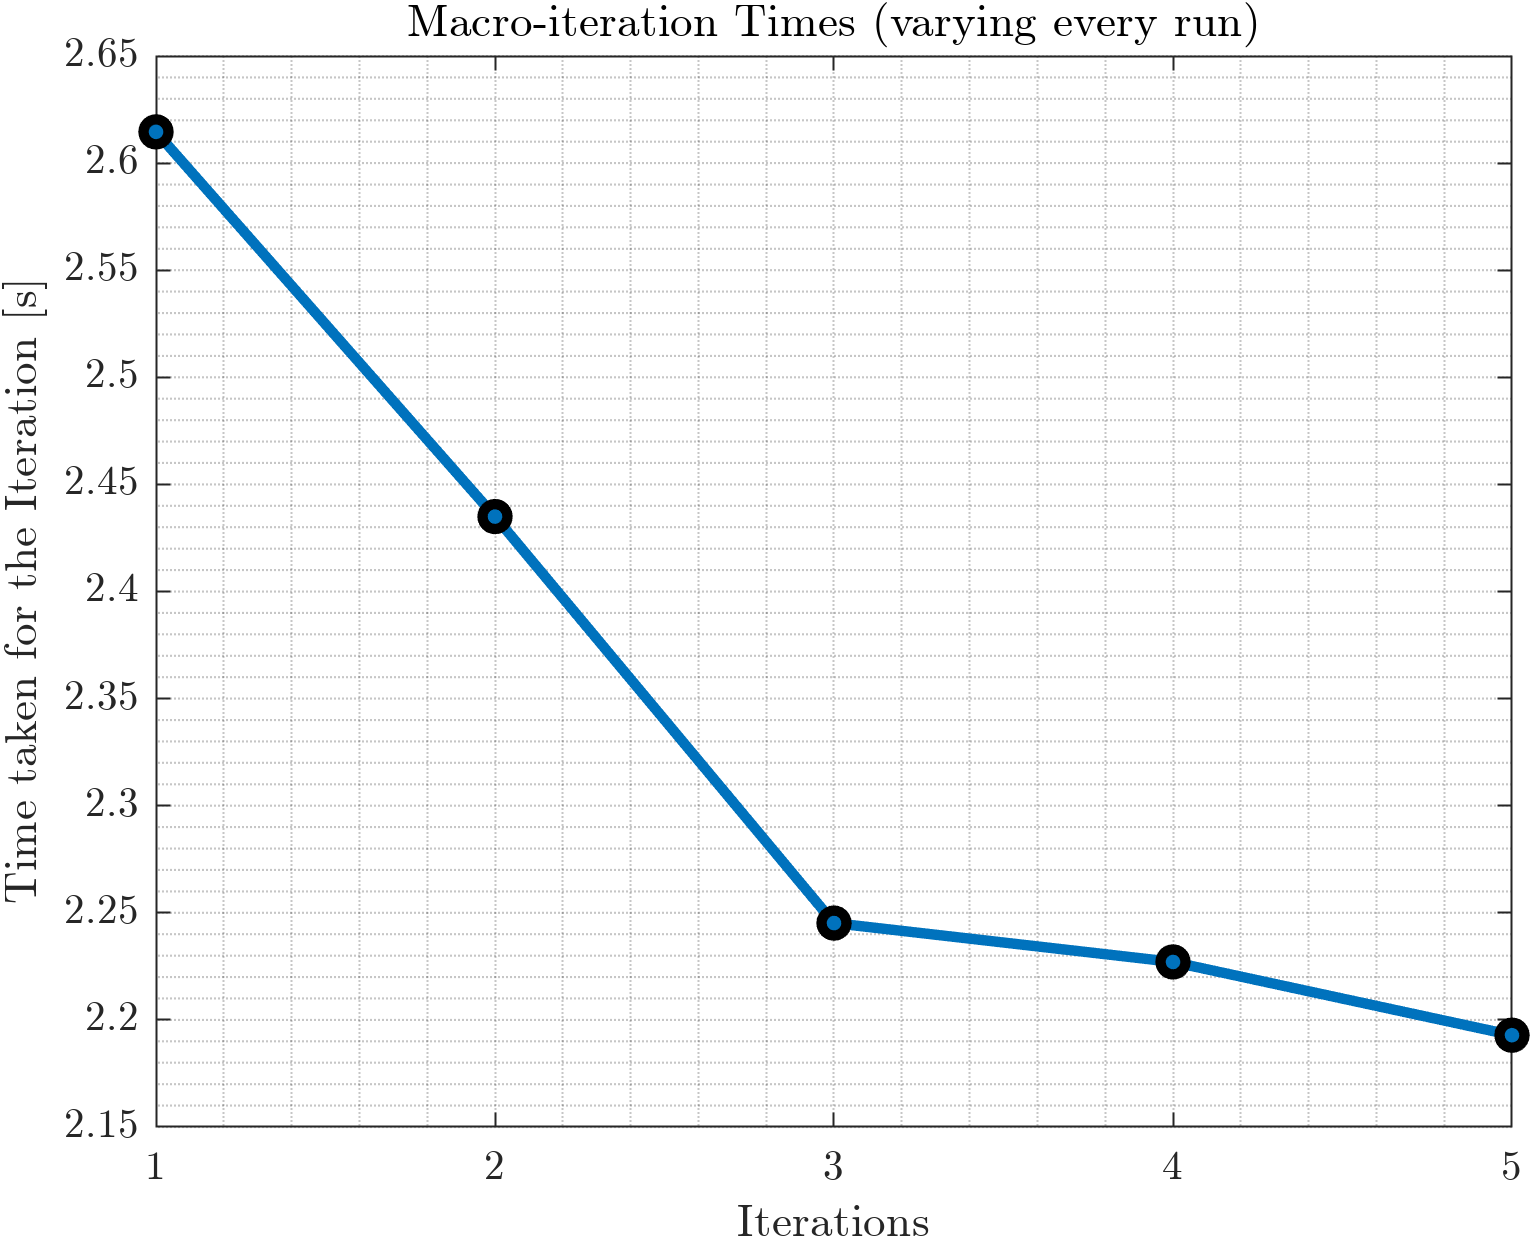 Macro-iteration Times (varying every run)
Time taken for the Iteration [s]
2.65
2.6
2.55
2.5
2.45
2.4
2.35
2.3
2.25
2.2
2.15
1 2 3 4 5
Iterations